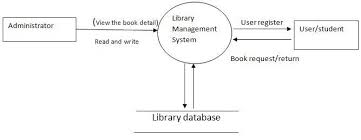 Administrator
(View the book detail)
Read and write
Library
Management
System
User register
User/student
Book request/return
Library database